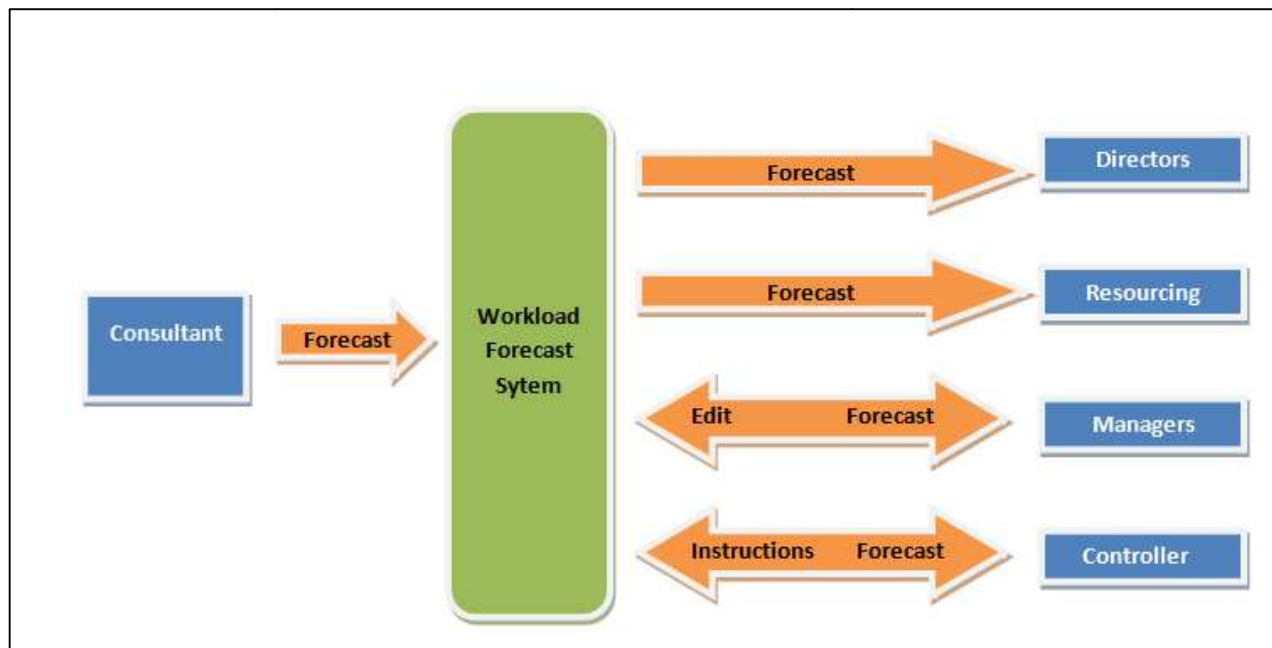 Directors
Forecast
Resourcing
Forecast
Consultant
Forecast
Workload
Forecast
Sytem
Edit Forecast
Managers
Instructions Forecast
Controller